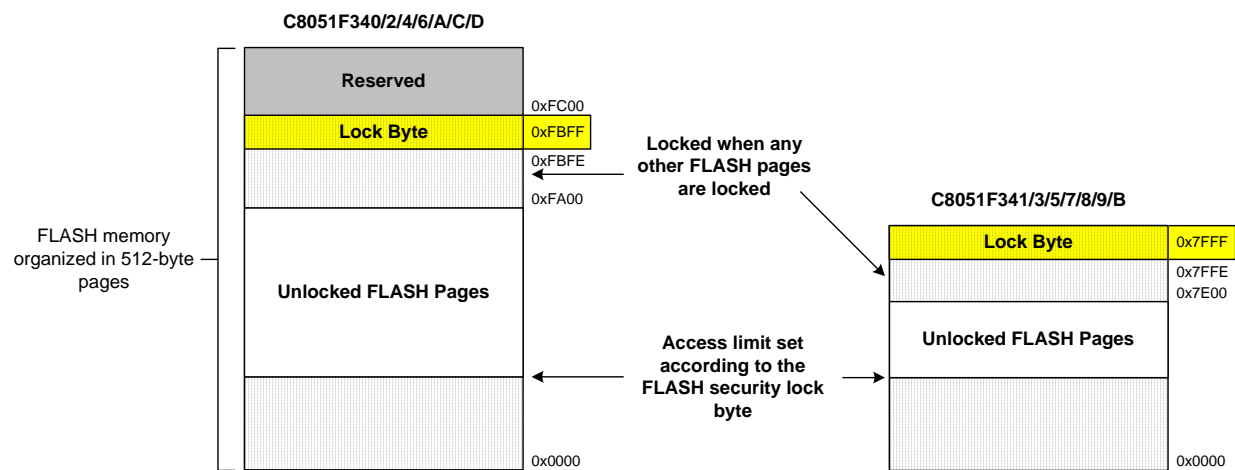 C8051F340/2/4/6/A/C/D
Reserved
0xFC00
Lock Byte
0xFBFF
0xFBFE
0xFA00
FLASH memory
organized in 512-byte
pages
Unlocked FLASH Pages
0x0000
Locked when any
other FLASH pages
are locked
Access limit set
according to the
FLASH security lock
byte
C8051F341/3/5/7/8/9/B
Lock Byte
0x7FFF
0x7FFE
0x7E00
Unlocked FLASH Pages
0x0000